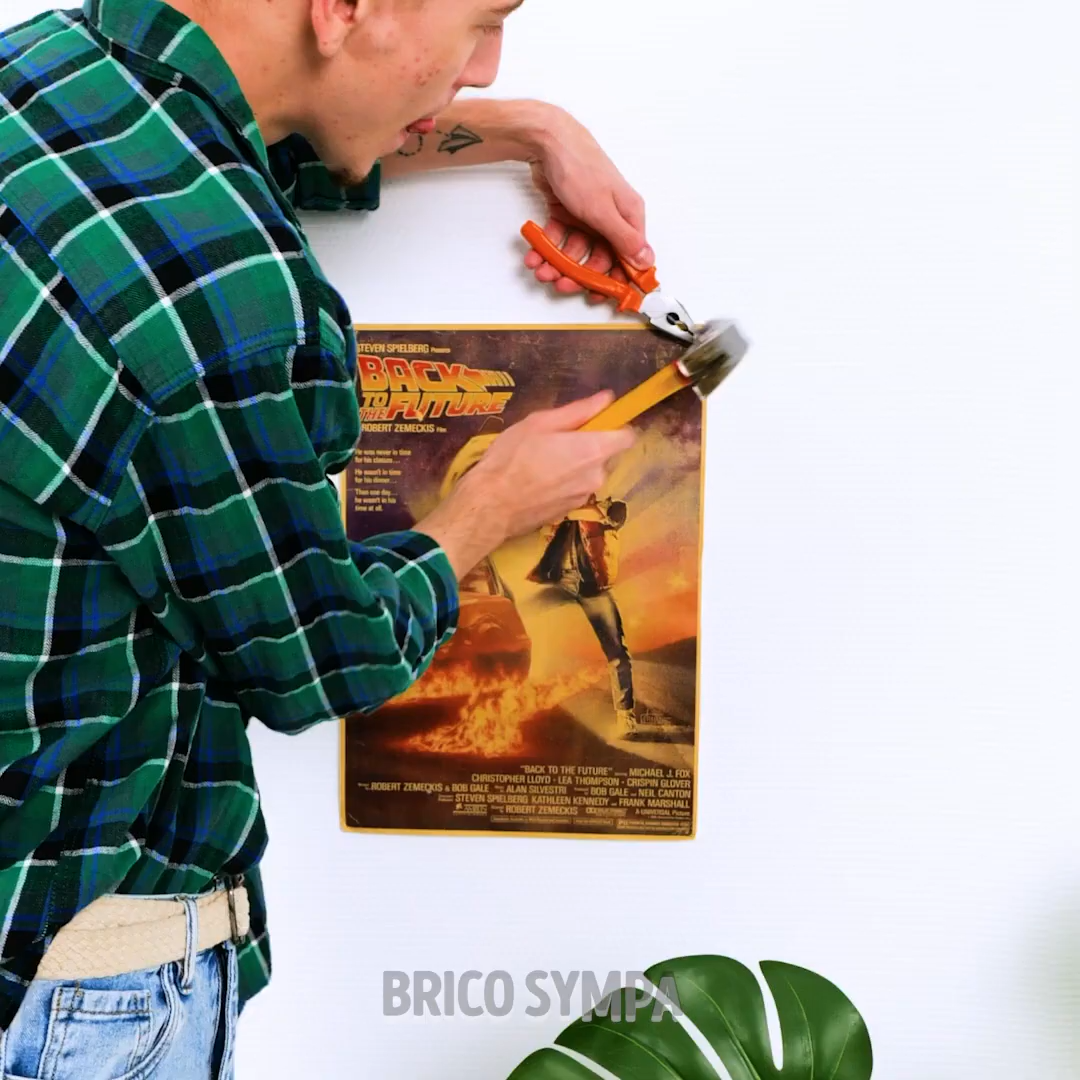 STEVEN SPIELBERG Presents
BACK
TO
THE FUTURE
ROBERT ZEMECKIS Film
He was never in time
for his classes...
He wasn't in time
for his dinner...
Then one day...
he wasn't in his
time at all.
"BACK TO THE FUTURE" MICHAEL J. FOX
CHRISTOPHER LLOYD · LEA THOMPSON · CRISPIN GLOVER
ROBERT ZEMECKIS & BOB GALE ALAN SILVESTRI BOB GALE NEIL CANTON
STEVEN SPIELBERG KATHLEEN KENNEDY FRANK MARSHALL
ROBERT ZEMECKIS A UNIVERSAL Picture
BRICO SYMPA